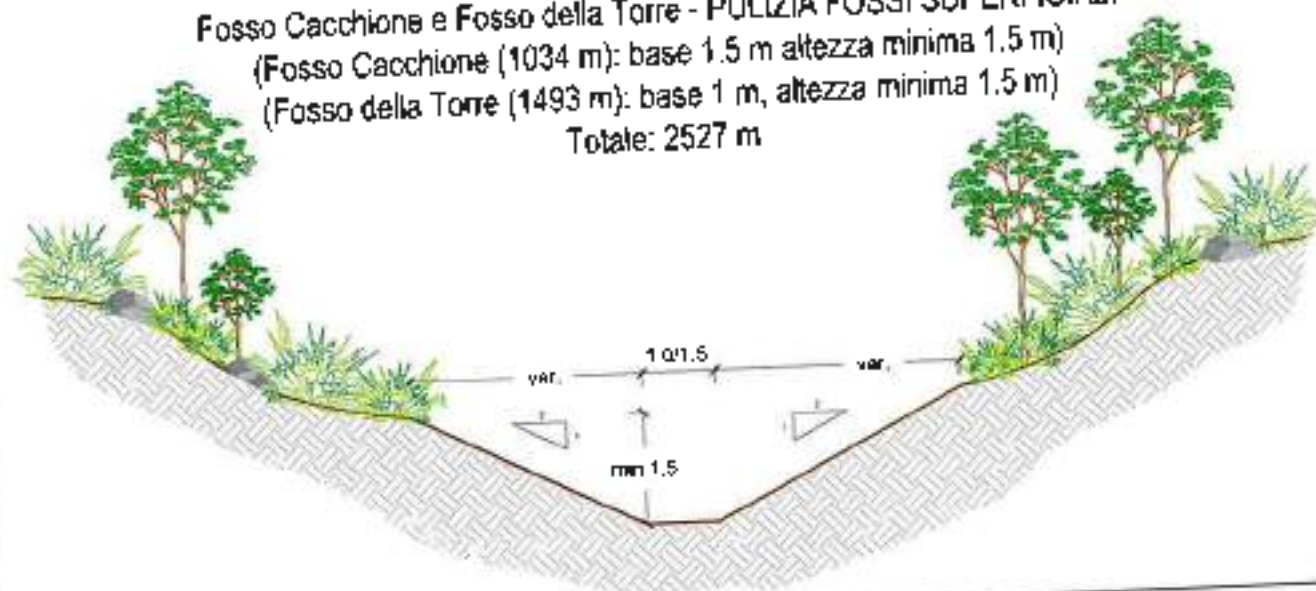 Fosso Cacchione e Fosso della Torre - PULIZIA FOSSI
(Fosso Cacchione (1034 m): base 1.5 m altezza minima 1.5 m)
(Fosso della Torre (1493 m): base 1 m, altezza minima 1.5 m)
Totale: 2527 m
var. 1.0/1.5 var.
min 1.5